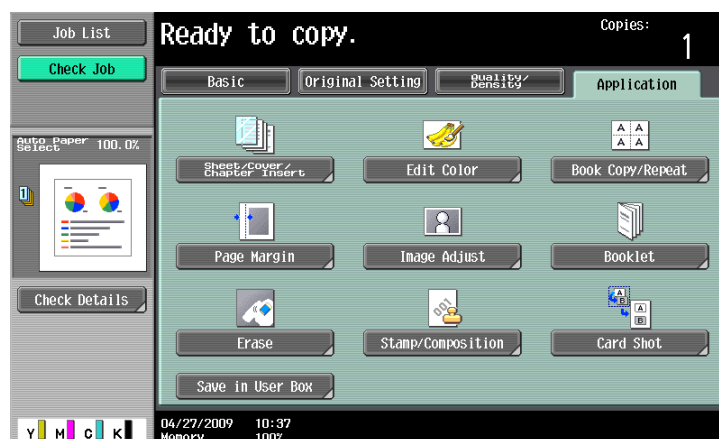 Job List
Check Job
Auto Paper
Select
100.0%
1
Check Details
Y M C K
Ready to copy.
Copies:
1
Basic
Original Setting
Quality/
Density
Application
Sheet/Cover/
Chapter Insert
Edit Color
A A
A A
Book Copy/Repeat
Page Margin
Image Adjust
Booklet
Erase
001
Stamp/Composition
A
B
A
B
Card Shot
Save in User Box
04/27/2009 10:37
Memory 100%